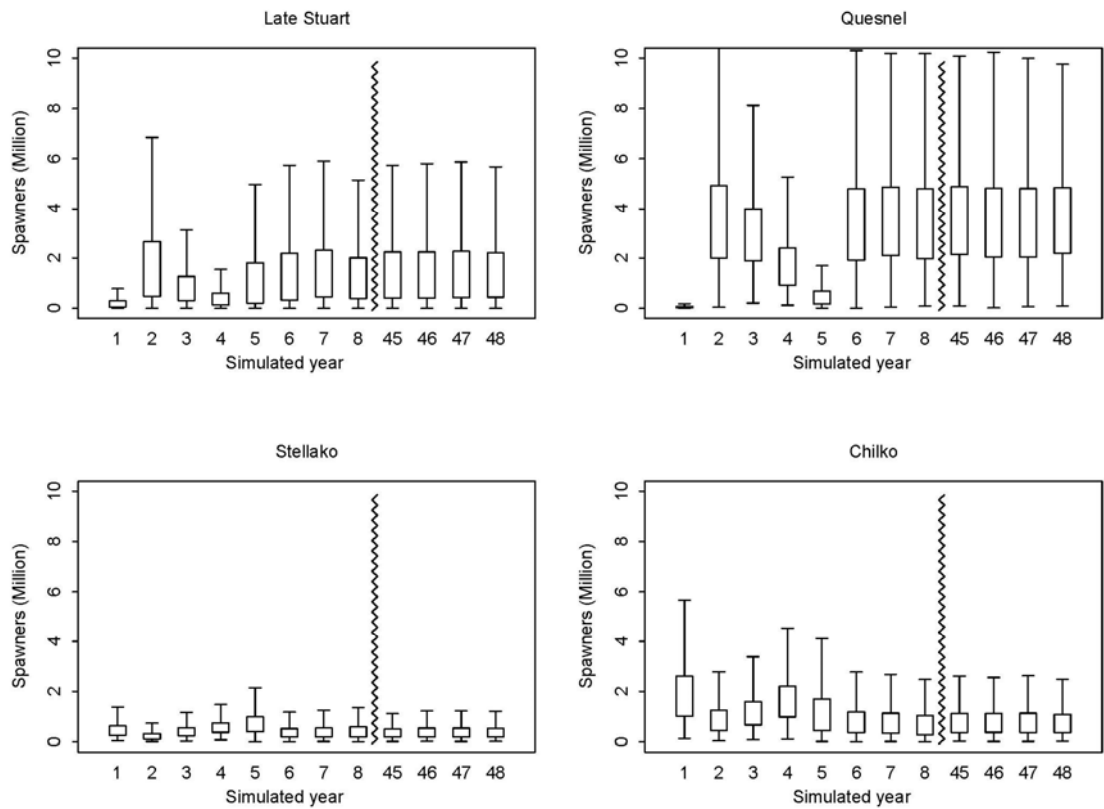 Late Stuart
Spawners (Million)
0 2 4 6 8 10
1 2 3 4 5 6 7 8 45 46 47 48
Simulated year
Quesnel
Spawners (Million)
0 2 4 6 8 10
1 2 3 4 5 6 7 8 45 46 47 48
Simulated year
Stellako
Spawners (Million)
0 2 4 6 8 10
1 2 3 4 5 6 7 8 45 46 47 48
Simulated year
Chilko
Spawners (Million)
0 2 4 6 8 10
1 2 3 4 5 6 7 8 45 46 47 48
Simulated year